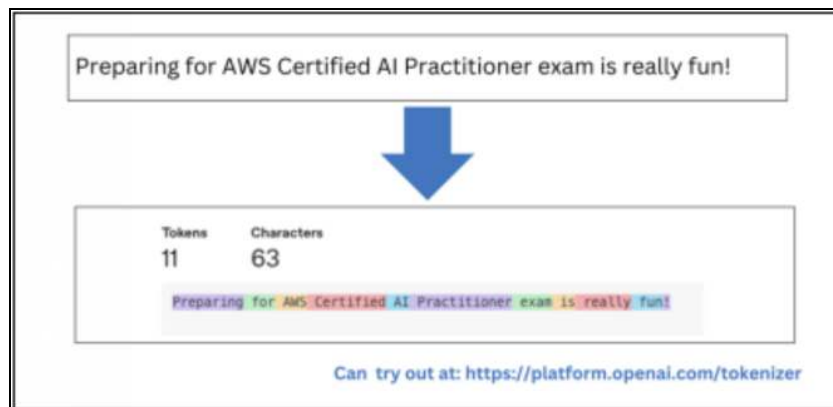 Preparing for AWS Certified AI Practitioner exam is really fun!
Tokens Characters
11 63
Preparing for AWS Certified AI Practitioner exam is really fun!
Can try out at: https://platform.openai.com/tokenizer